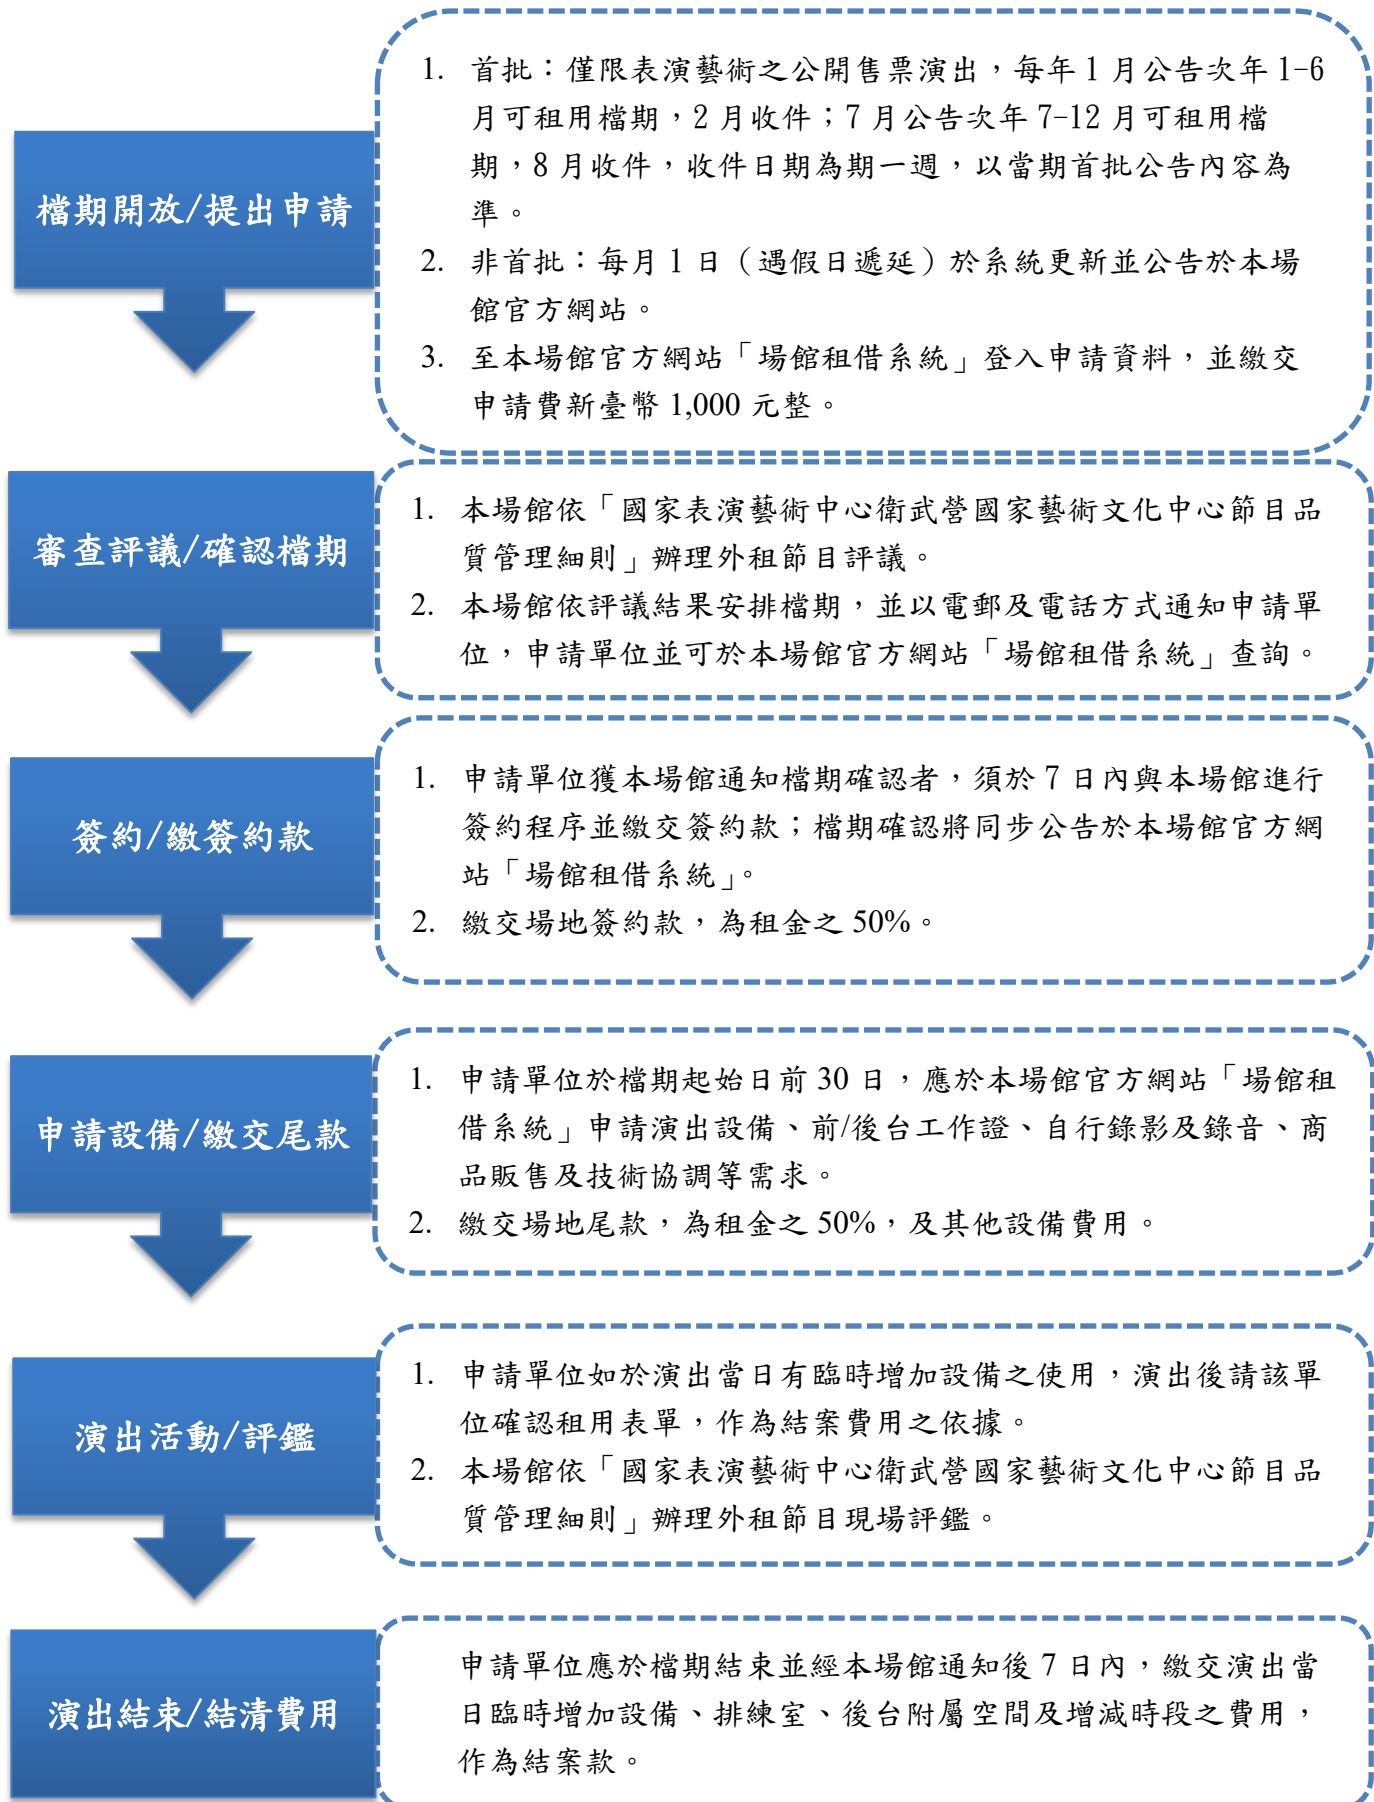 檔期開放/提出申請
1. 首批：僅限表演藝術之公開售票演出，每年 1 月公告次年 1-6
月可租用檔期，2 月收件；7 月公告次年 7-12 月可租用檔
期，8 月收件，收件日期為期一週，以當期首批公告內容為
準。
2. 非首批：每月 1 日（遇假日遞延）於系統更新並公告於本場
館官方網站。
3. 至本場館官方網站「場館租借系統」登入申請資料，並繳交
申請費新臺幣 1,000 元整。
審查評議/確認檔期
1. 本場館依「國家表演藝術中心衛武營國家藝術文化中心節目品
質管理細則」辦理外租節目評議。
2. 本場館依評議結果安排檔期，並以電郵及電話方式通知申請單
位，申請單位並可於本場館官方網站「場館租借系統」查詢。
簽約/繳簽約款
1. 申請單位獲本場館通知檔期確認者，須於 7 日內與本場館進行
簽約程序並繳交簽約款；檔期確認將同步公告於本場館官方網
站「場館租借系統」。
2. 繳交場地簽約款，為租金之 50%。
申請設備/繳交尾款
1. 申請單位於檔期起始日前 30 日，應於本場館官方網站「場館租
借系統」申請演出設備、前/後台工作證、自行錄影及錄音、商
品販售及技術協調等需求。
2. 繳交場地尾款，為租金之 50%，及其他設備費用。
演出活動/評鑑
1. 申請單位如於演出當日有臨時增加設備之使用，演出後請該單
位確認租用表單，作為結案費用之依據。
2. 本場館依「國家表演藝術中心衛武營國家藝術文化中心節目品
質管理細則」辦理外租節目現場評鑑。
演出結束/結清費用
申請單位應於檔期結束並經本場館通知後 7 日內，繳交演出當
日臨時增加設備、排練室、後台附屬空間及增減時段之費用，
作為結案款。